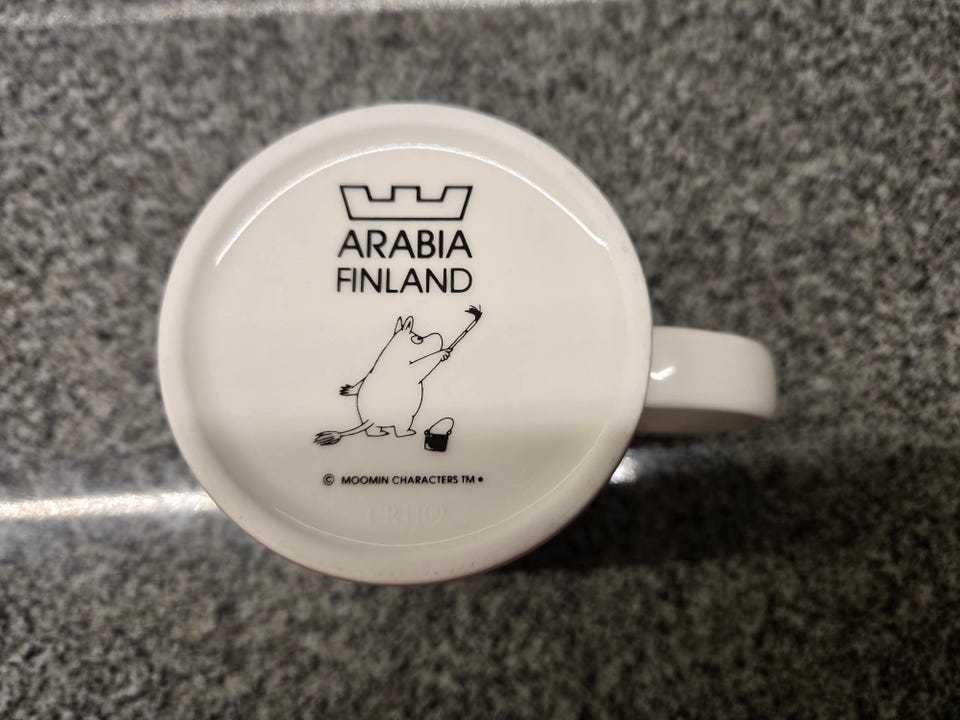 ARABIA
FINLAND
© MOOMIN CHARACTERS TM •